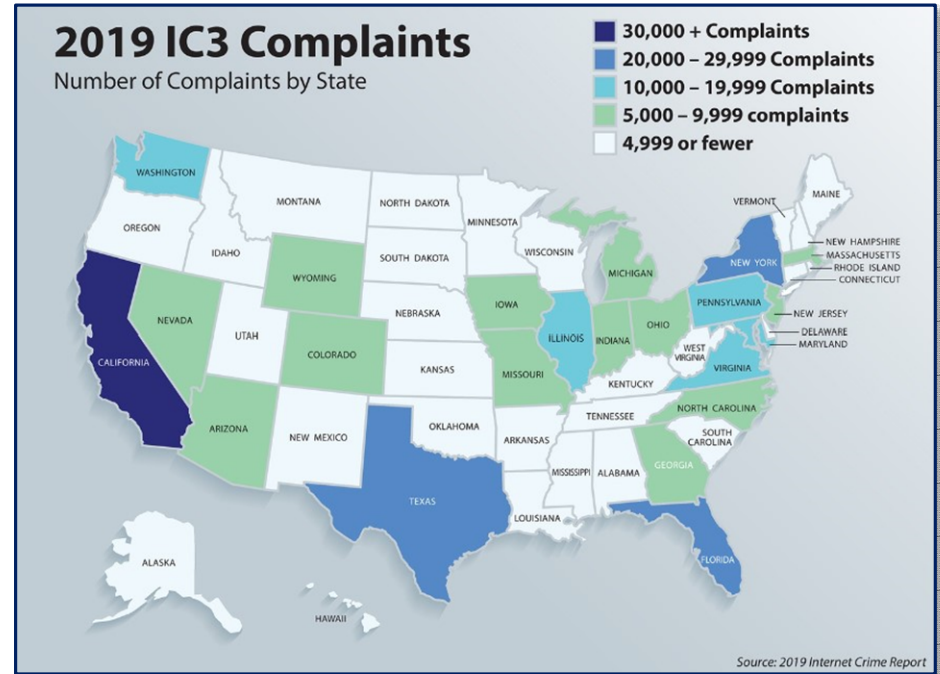 2019 IC3 Complaints
Number of Complaints by State
30,000 + Complaints
20,000 – 29,999 Complaints
10,000 – 19,999 Complaints
5,000 – 9,999 complaints
4,999 or fewer
WASHINGTON
MONTANA
NORTH DAKOTA
MINNESOTA
VERMONT
MAINE
OREGON
IDAHO
SOUTH DAKOTA
WISCONSIN
NEW YORK
NEW HAMPSHIRE
MASSACHUSETTS
RHODE ISLAND
CONNECTICUT
WYOMING
MICHIGAN
IOWA
PENNSYLVANIA
NEVADA
UTAH
NEBRASKA
ILLINOIS
INDIANA
OHIO
NEW JERSEY
DELAWARE
MARYLAND
CALIFORNIA
COLORADO
KANSAS
MISSOURI
WEST
VIRGINIA
VIRGINIA
KENTUCKY
ARIZONA
NEW MEXICO
OKLAHOMA
ARKANSAS
TENNESSEE
NORTH CAROLINA
SOUTH
CAROLINA
TEXAS
LOUISIANA
MISSISSIPPI
ALABAMA
GEORGIA
FLORIDA
ALASKA
HAWAII
Source: 2019 Internet Crime Report